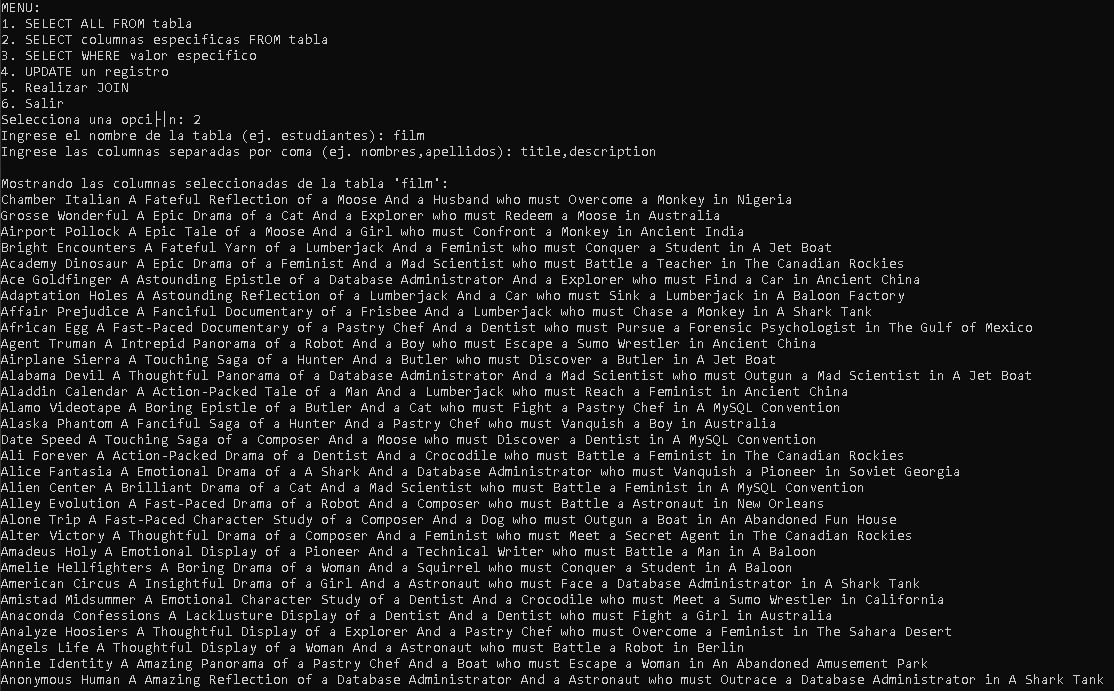 MENU:
1. SELECT ALL FROM tabla
2. SELECT columnas especificas FROM tabla
3. SELECT WHERE valor especifico
4. UPDATE un registro
5. Realizar JOIN
6. Salir
Selecciona una opci├│n: 2
Ingrese el nombre de la tabla (ej. estudiantes): film
Ingrese las columnas separadas por coma (ej. nombres,apellidos): title,description

Mostrando las columnas seleccionadas de la tabla 'film':
Chamber Italian A Fateful Reflection of a Moose And a Husband who must Overcome a Monkey in Nigeria
Grosse Wonderful A Epic Drama of a Cat And a Explorer who must Redeem a Moose in Australia
Airport Pollock A Epic Tale of a Moose And a Girl who must Confront a Monkey in Ancient India
Bright Encounters A Fateful Yarn of a Lumberjack And a Feminist who must Conquer a Student in A Jet Boat
Academy Dinosaur A Epic Drama of a Feminist And a Mad Scientist who must Battle a Teacher in The Canadian Rockies
Ace Goldfinger A Astounding Epistle of a Database Administrator And a Explorer who must Find a Car in Ancient China
Adaptation Holes A Astounding Reflection of a Lumberjack And a Car who must Sink a Lumberjack in A Baloon Factory
Affair Prejudice A Fanciful Documentary of a Frisbee And a Lumberjack who must Chase a Monkey in A Shark Tank
African Egg A Fast-Paced Documentary of a Pastry Chef And a Dentist who must Pursue a Forensic Psychologist in The Gulf of Mexico
Agent Truman A Intrepid Panorama of a Robot And a Boy who must Escape a Sumo Wrestler in Ancient China
Airplane Sierra A Touching Saga of a Hunter And a Butler who must Discover a Butler in A Jet Boat
Alabama Devil A Thoughtful Panorama of a Database Administrator And a Mad Scientist who must Outgun a Mad Scientist in A Jet Boat
Aladdin Calendar A Action-Packed Tale of a Man And a Lumberjack who must Reach a Feminist in Ancient China
Alamo Videotape A Boring Epistle of a Butler And a Cat who must Fight a Pastry Chef in A MySQL Convention
Alaska Phantom A Fanciful Saga of a Hunter And a Pastry Chef who must Vanquish a Boy in Australia
Date Speed A Touching Saga of a Composer And a Moose who must Discover a Dentist in A MySQL Convention
Ali Forever A Action-Packed Drama of a Dentist And a Crocodile who must Battle a Feminist in The Canadian Rockies
Alice Fantasia A Emotional Drama of a A Shark And a Database Administrator who must Vanquish a Pioneer in Soviet Georgia
Alien Center A Brilliant Drama of a Cat And a Mad Scientist who must Battle a Feminist in A MySQL Convention
Alley Evolution A Fast-Paced Drama of a Robot And a Composer who must Battle a Astronaut in New Orleans
Alone Trip A Fast-Paced Character Study of a Composer And a Dog who must Outgun a Boat in An Abandoned Fun House
Alter Victory A Thoughtful Drama of a Composer And a Feminist who must Meet a Secret Agent in The Canadian Rockies
Amadeus Holy A Emotional Display of a Pioneer And a Technical Writer who must Battle a Man in A Baloon
Amelie Hellfighters A Boring Drama of a Woman And a Squirrel who must Conquer a Student in A Baloon
American Circus A Insightful Drama of a Girl And a Astronaut who must Face a Database Administrator in A Shark Tank
Amistad Midsummer A Emotional Character Study of a Dentist And a Crocodile who must Meet a Sumo Wrestler in California
Anaconda Confessions A Lacklusture Display of a Dentist And a Dentist who must Fight a Girl in Australia
Analyze Hoosiers A Thoughtful Display of a Explorer And a Pastry Chef who must Overcome a Feminist in The Sahara Desert
Angels Life A Thoughtful Display of a Woman And a Astronaut who must Battle a Robot in Berlin
Annie Identity A Amazing Panorama of a Pastry Chef And a Boat who must Escape a Woman in An Abandoned Amusement Park
Anonymous Human A Amazing Reflection of a Database Administrator And a Astronaut who must Outrace a Database Administrator in A Shark Tank